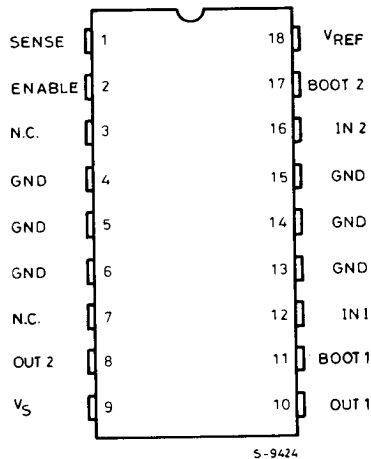 SENSE 1 18 VREF
ENABLE 2 17 BOOT 2
N.C. 3 16 IN 2
GND 4 15 GND
GND 5 14 GND
GND 6 13 GND
N.C. 7 12 IN 1
OUT 2 8 11 BOOT 1
VS 9 10 OUT 1
S-9424